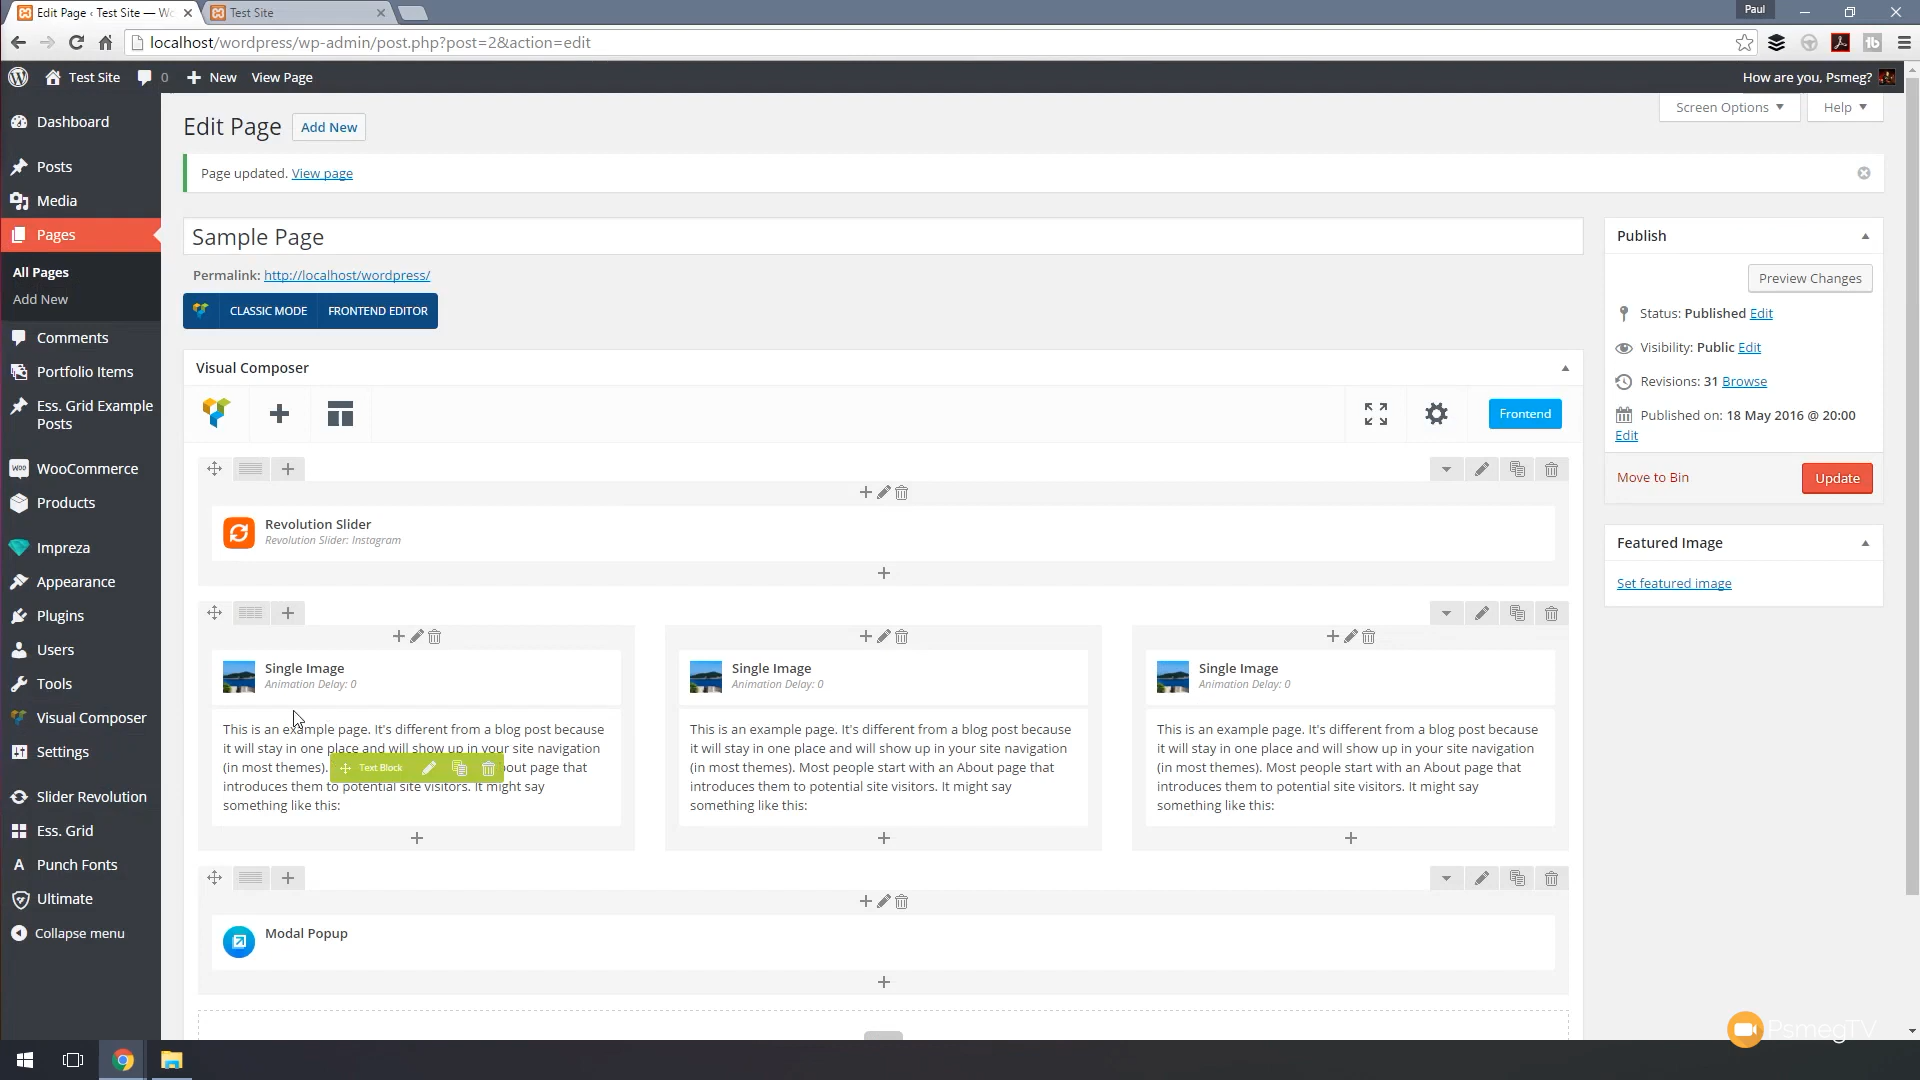 Edit Page ‹ Test Site — Wo
Test Site
Paul
localhost/wordpress/wp-admin/post.php?post=2&action=edit
Test Site
0
New
View Page
How are you, Psmeg?
Dashboard
Posts
Media
Pages
All Pages
Add New
Comments
Portfolio Items
Ess. Grid Example
Posts
WooCommerce
Products
Impreza
Appearance
Plugins
Users
Tools
Visual Composer
Settings
Slider Revolution
Ess. Grid
Punch Fonts
Ultimate
Collapse menu
Screen Options
Help
Edit Page
Add New
Page updated. View page
Sample Page
Permalink: http://localhost/wordpress/
CLASSIC MODE
FRONTEND EDITOR
Visual Composer
Frontend
Revolution Slider
Revolution Slider: Instagram
Single Image
Animation Delay: 0
This is an example page. It's different from a blog post because
it will stay in one place and will show up in your site navigation
(in most themes). Text Block bout page that
introduces them to potential site visitors. It might say
something like this:
Single Image
Animation Delay: 0
This is an example page. It's different from a blog post because
it will stay in one place and will show up in your site navigation
(in most themes). Most people start with an About page that
introduces them to potential site visitors. It might say
something like this:
Single Image
Animation Delay: 0
This is an example page. It's different from a blog post because
it will stay in one place and will show up in your site navigation
(in most themes). Most people start with an About page that
introduces them to potential site visitors. It might say
something like this:
Modal Popup
Publish
Preview Changes
Status: Published Edit
Visibility: Public Edit
Revisions: 31 Browse
Published on: 18 May 2016 @ 20:00
Edit
Move to Bin
Update
Featured Image
Set featured image
PsmegTV